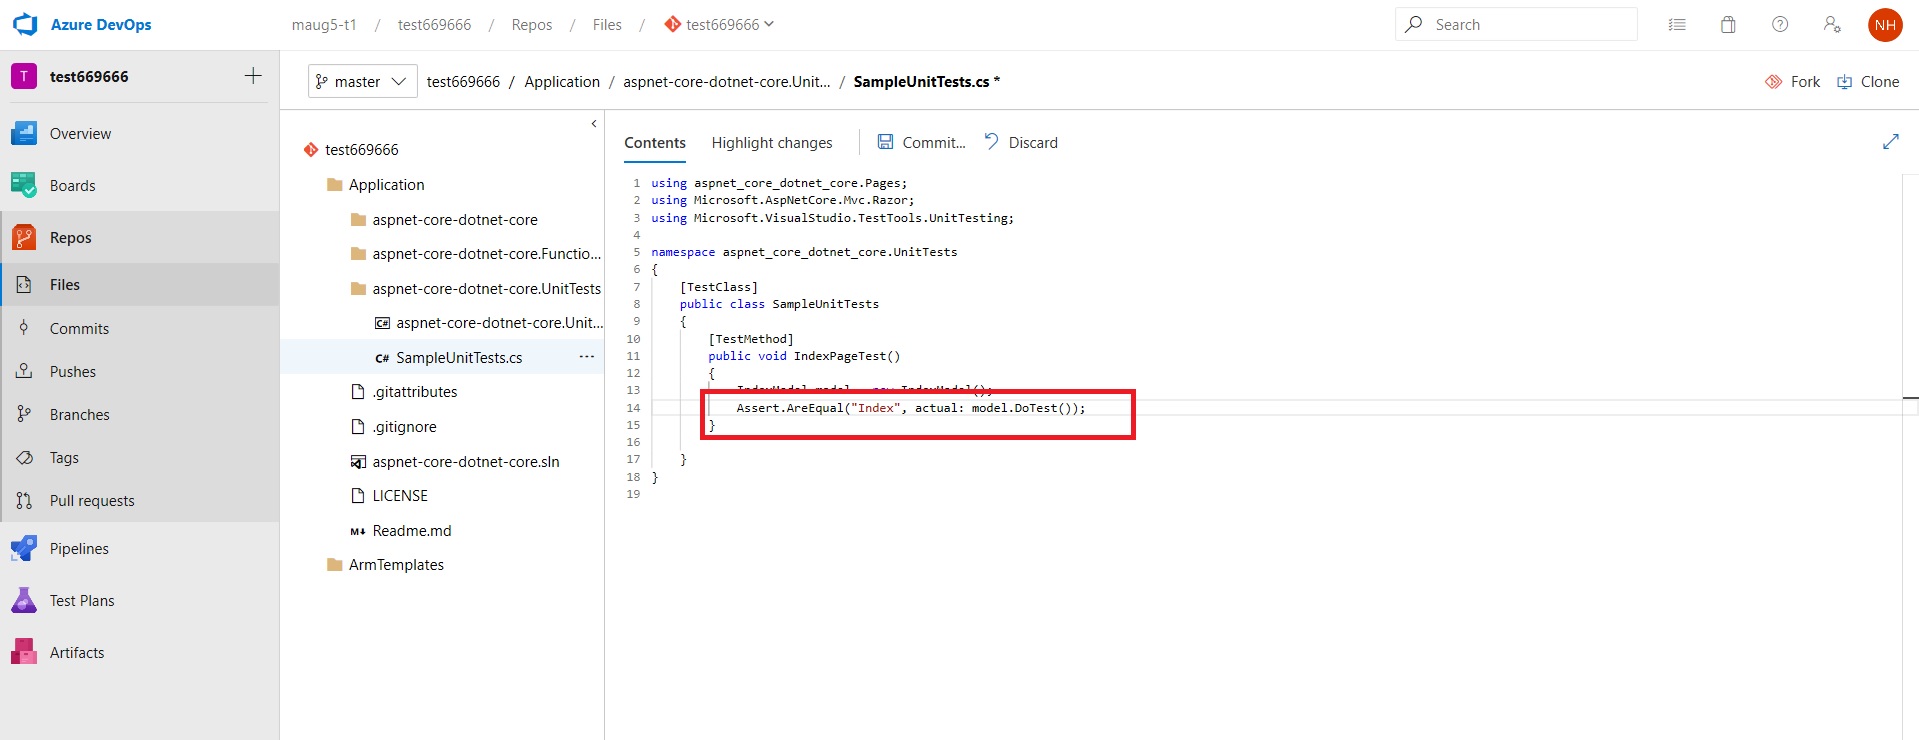 Azure DevOps
maug5-t1 / test669666 / Repos / Files / test669666
Search
NH
T test669666
master
test669666 / Application / aspnet-core-dotnet-core.Unit... / SampleUnitTests.cs *
Fork
Clone
Overview
Boards
Repos
Files
Commits
Pushes
Branches
Tags
Pull requests
Pipelines
Test Plans
Artifacts
test669666
Application
aspnet-core-dotnet-core
aspnet-core-dotnet-core.Functio...
aspnet-core-dotnet-core.UnitTests
C# aspnet-core-dotnet-core.Unit...
C# SampleUnitTests.cs ...
.gitattributes
.gitignore
aspnet-core-dotnet-core.sln
LICENSE
M↓ Readme.md
ArmTemplates
Contents
Highlight changes
Commit...
Discard
1 using aspnet_core_dotnet_core.Pages;
2 using Microsoft.AspNetCore.Mvc.Razor;
3 using Microsoft.VisualStudio.TestTools.UnitTesting;
4
5 namespace aspnet_core_dotnet_core.UnitTests
6 {
7 [TestClass]
8 public class SampleUnitTests
9 {
10 [TestMethod]
11 public void IndexPageTest()
12 {
13 IndexModel model = new IndexModel();
14 Assert.AreEqual("Index", actual: model.DoTest());
15 }
16
17 }
18 }
19